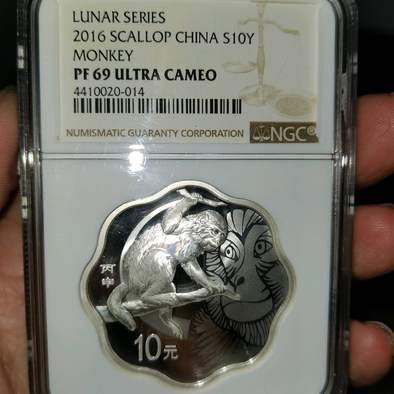 LUNAR SERIES
2016 SCALLOP CHINA S10Y
MONKEY
PF 69 ULTRA CAMEO
4410020-014
NUMISMATIC GUARANTY CORPORATION NGC
丙申
10元